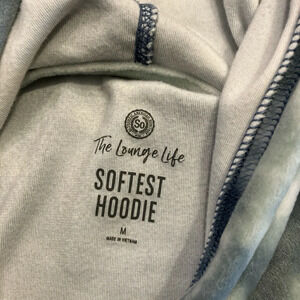 So
The Lounge Life
SOFTEST
HOODIE
M
MADE IN VIETNAM